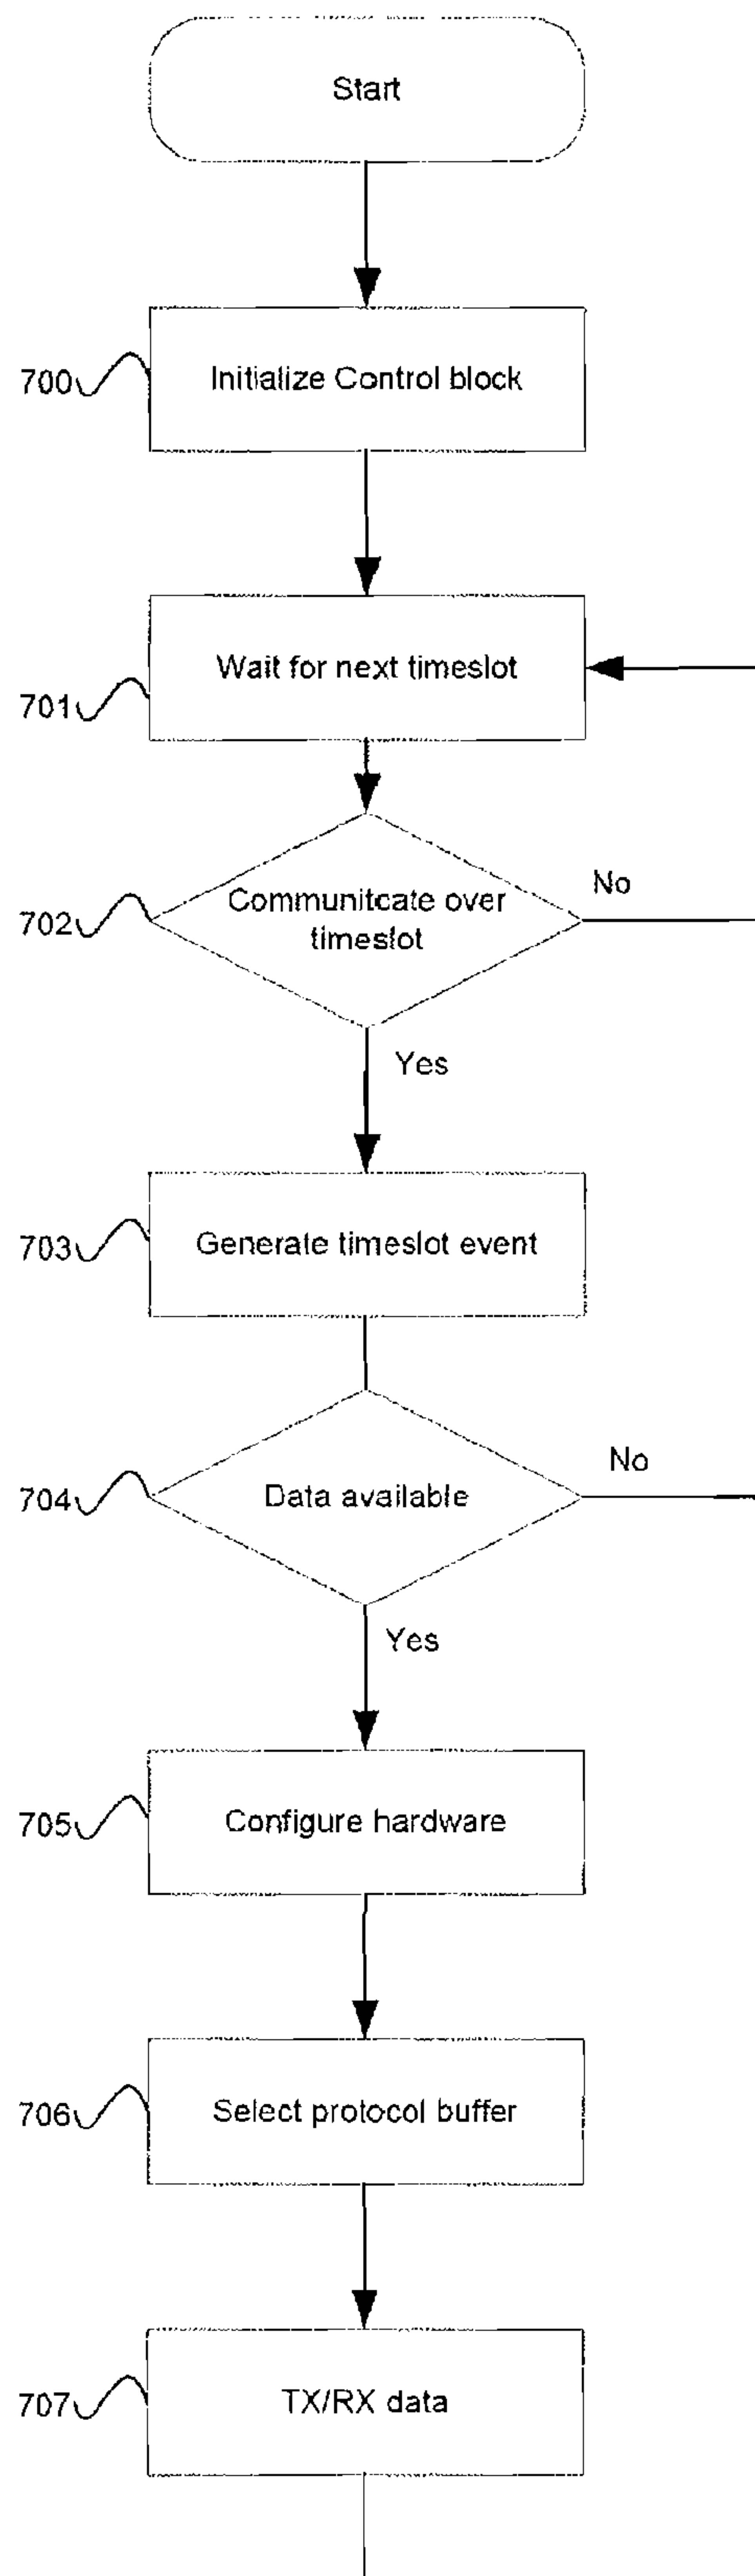 Start
700
Initialize Control block
701
Wait for next timeslot
702
Communitcate over
timeslot
No
Yes
703
Generate timeslot event
704
Data available
No
Yes
705
Configure hardware
706
Select protocol buffer
707
TX/RX data